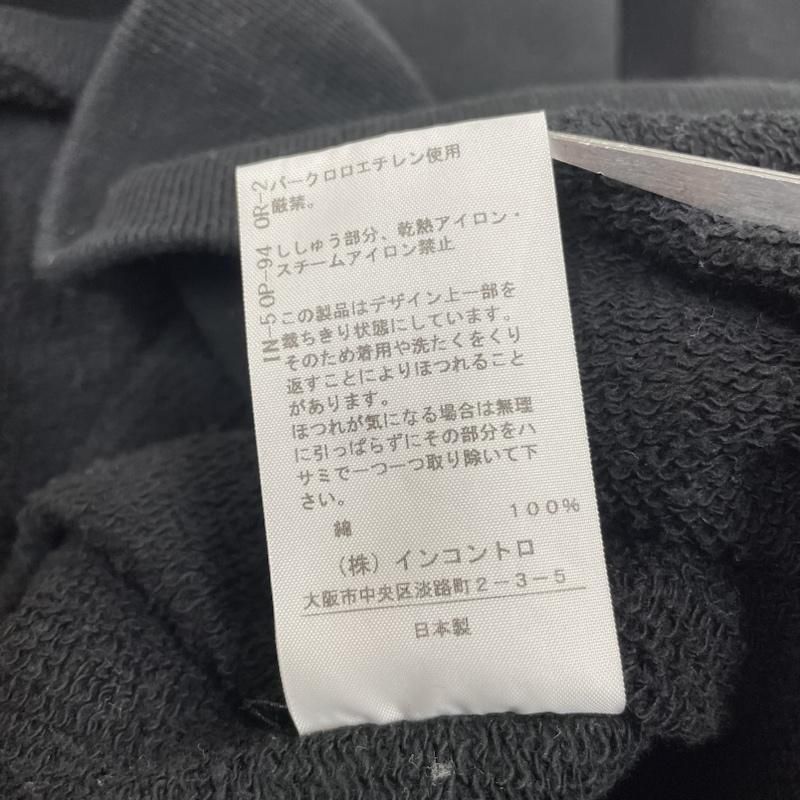 パークロロエチレン使用
厳禁。
ししゅう部分、乾熱アイロン・
スチームアイロン禁止
この製品はデザイン上一部を
裁ちきり状態にしています。
そのため着用や洗たくをくり
返すことによりほつれること
があります。
ほつれが気になる場合は無理
に引っぱらずにその部分をハ
サミで一つ一つ取り除いて下
さい。
綿 100%
(株)インコントロ
大阪市中央区淡路町2-3-5
日本製
IN-50P-94 0R-2